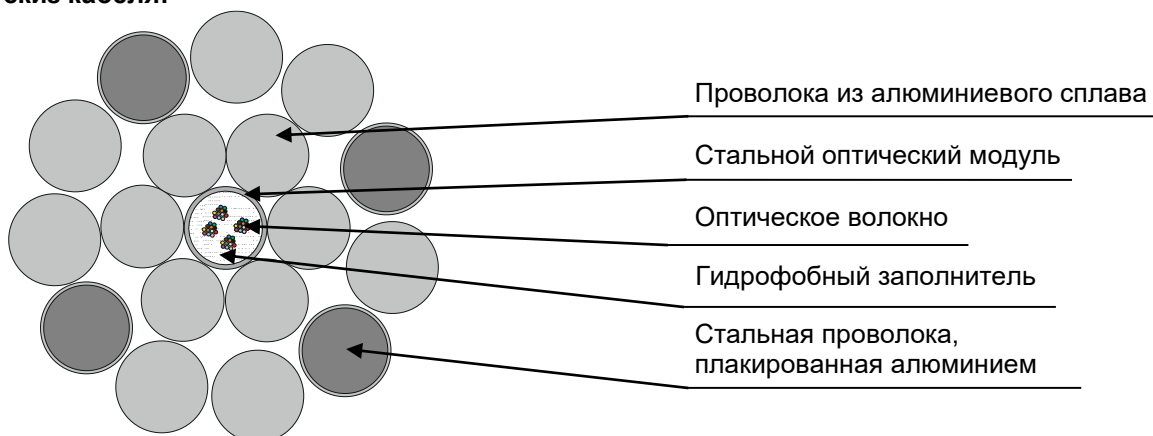 Проволока из алюминиевого сплава
Стальной оптический модуль
Оптическое волокно
Гидрофобный заполнитель
Стальная проволока,
плакированная алюминием